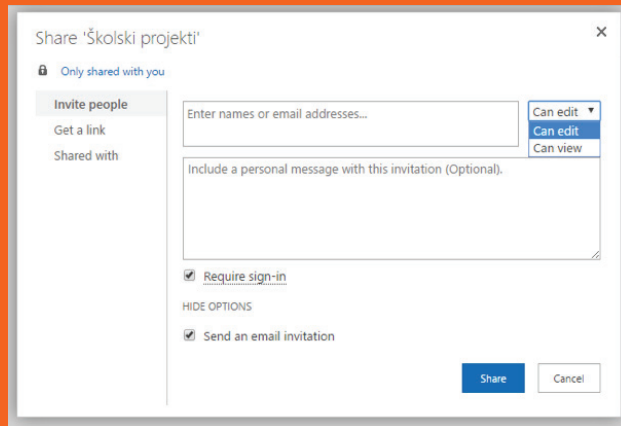 Share 'Školski projekti'
Only shared with you
Invite people
Get a link
Shared with
Enter names or email addresses...
Can edit
Can edit
Can view
Include a personal message with this invitation (Optional).
Require sign-in
HIDE OPTIONS
Send an email invitation
Share
Cancel